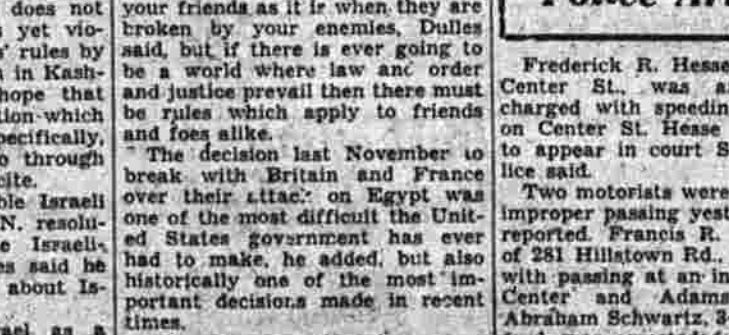 does not
yet vio-
rules by
in Kash-
hope that
tion which
pecifically,
through
cite.
ble Israeli
N. resolu-
e Israeli-
es said he
about Is-
rael as a
your friends as it is when they are
broken by your enemies, Dulles
said, but if there is ever going to
be a world where law and order
and justice prevail then there must
be rules which apply to friends
and foes alike.
The decision last November to
break with Britain and France
over their attack on Egypt was
one of the most difficult the Unit-
ed States government has ever
had to make, he added, but also
historically one of the most im-
portant decisions made in recent
times.
Frederick R. Hesse
Center St., was a
charged with speedin
on Center St. Hesse
to appear in court S
lice said.
Two motorists were
improper passing yest
reported. Francis R.
of 281 Hillstown Rd.,
with passing at an in
Center and Adams
Abraham Schwartz, 3